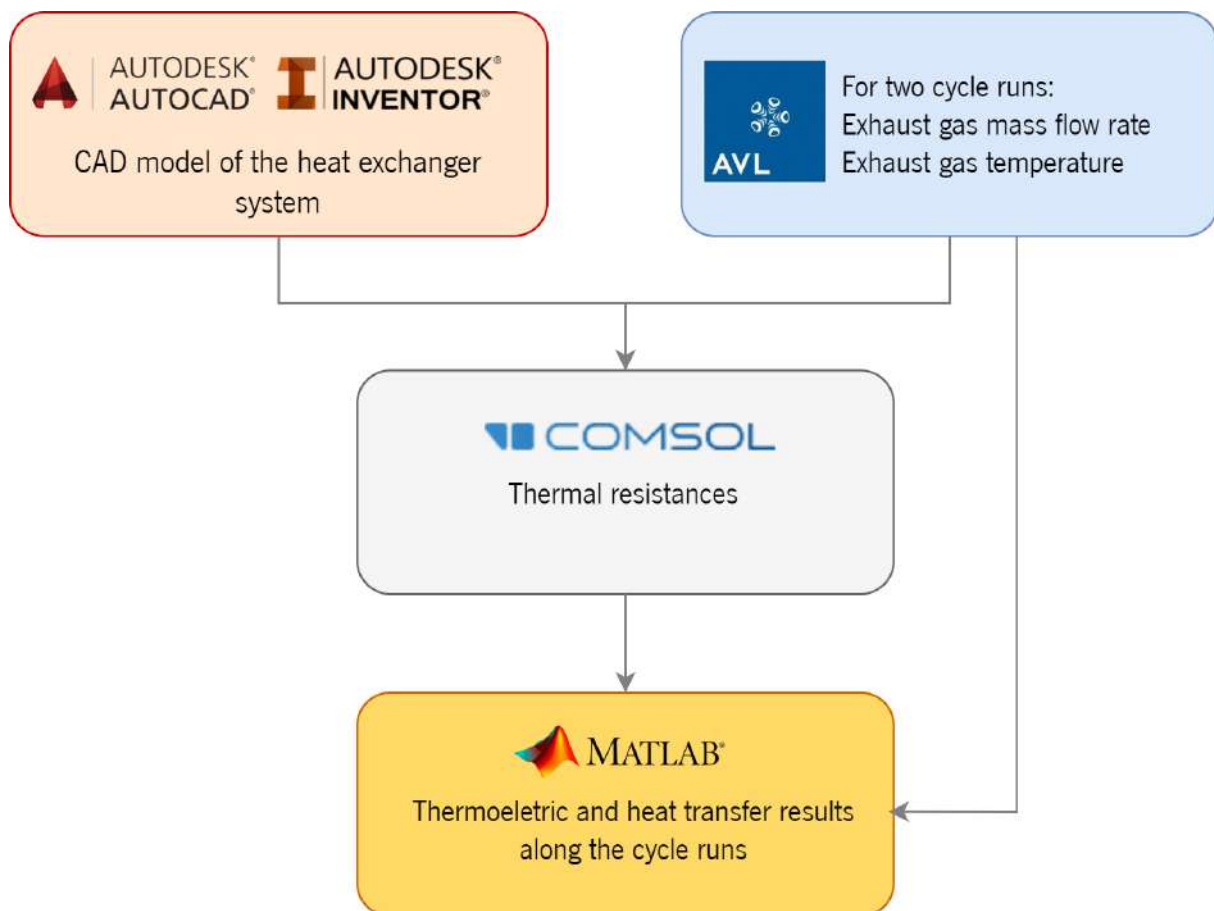 AUTODESK®
AUTOCAD®
AUTODESK®
INVENTOR®
CAD model of the heat exchanger
system
AVL
For two cycle runs:
Exhaust gas mass flow rate
Exhaust gas temperature
COMSOL
Thermal resistances
MATLAB®
Thermoeletric and heat transfer results
along the cycle runs